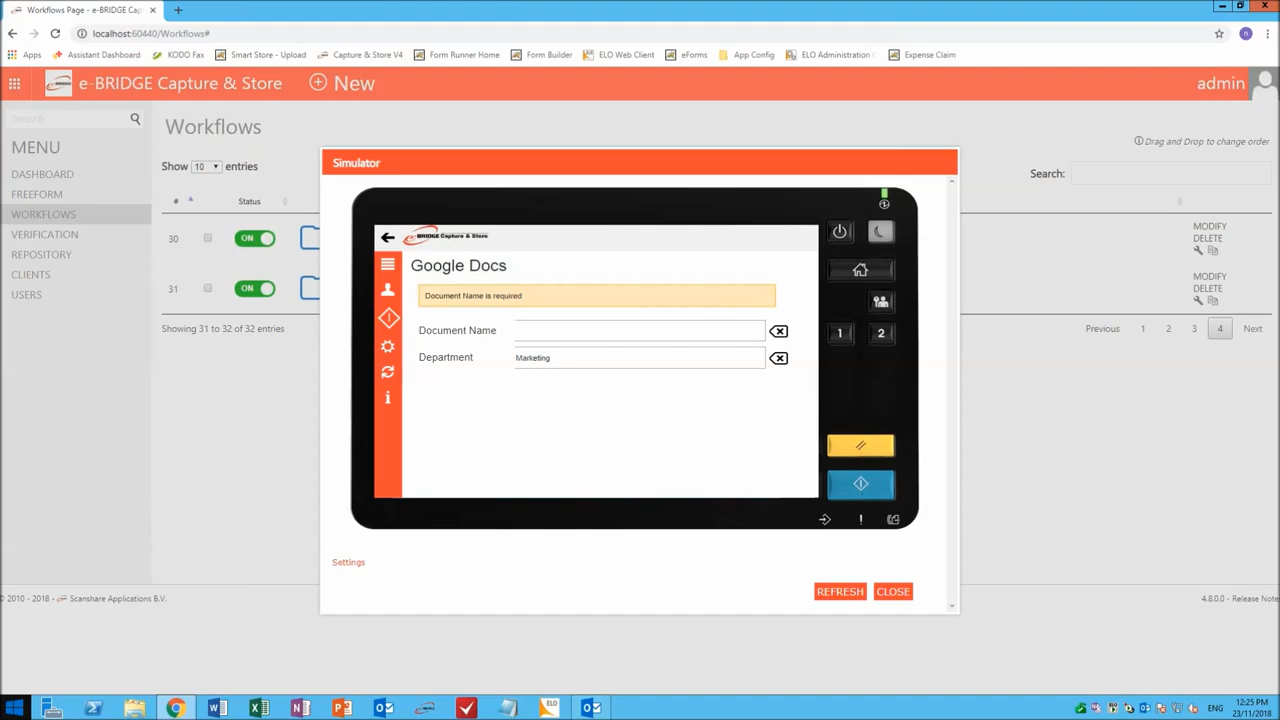 Workflows Page - e-BRIDGE Cap
localhost:60440/Workflows#
n
Apps
Assistant Dashboard
KODO Fax
Smart Store - Upload
Capture & Store V4
Form Runner Home
Form Builder
ELO Web Client
eForms
App Config
ELO Administration
Expense Claim
e-BRIDGE Capture & Store
New
admin
Search
Workflows
MENU
Drag and Drop to change order
Show 10 entries
Search:
DASHBOARD
FREEFORM
WORKFLOWS
VERIFICATION
REPOSITORY
CLIENTS
USERS
# Status
30 ON MODIFY
DELETE
31 ON MODIFY
DELETE
Showing 31 to 32 of 32 entries
Previous 1 2 3 4 Next
Simulator
e-BRIDGE Capture & Store
Google Docs
Document Name is required
Document Name
Department Marketing
1 2
Settings
REFRESH CLOSE
© 2010 - 2018 - Scanshare Applications B.V.
4.8.0.0 - Release Note
ENG
12:25 PM
23/11/2018